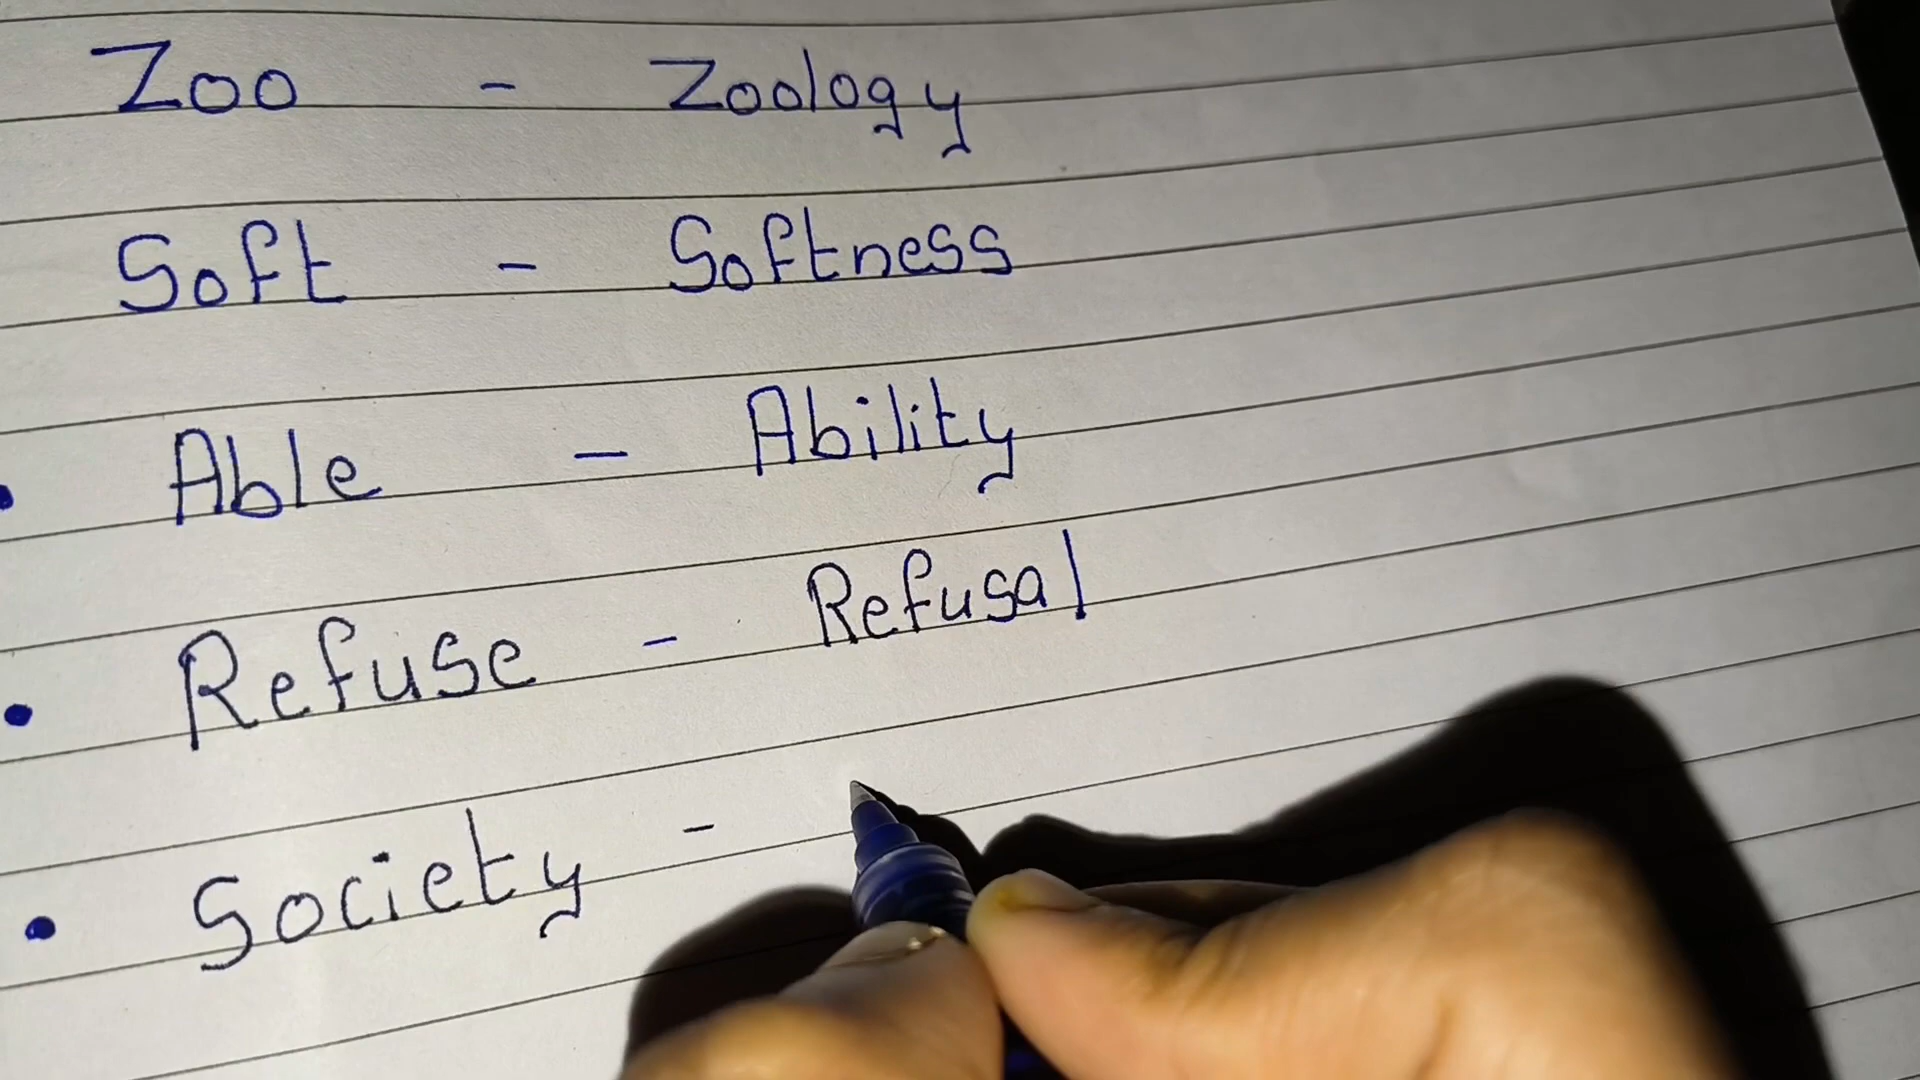 Zoo - Zoology
Soft - Softness
• Able - Ability
• Refuse - Refusal
• Society -